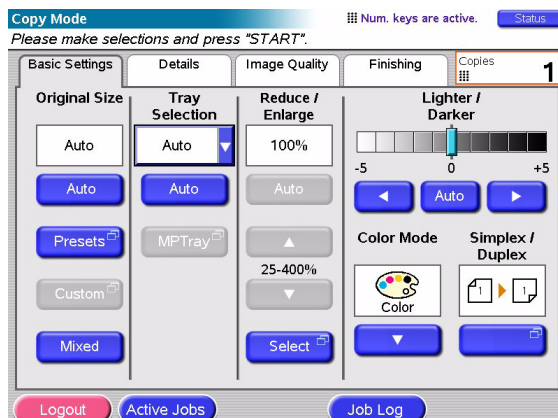 Copy Mode
Num. keys are active.
Status
Please make selections and press "START".
Basic Settings
Details
Image Quality
Finishing
Copies
1
Original Size
Auto
Auto
Presets
Custom
Mixed
Tray
Selection
Auto
Auto
MPTray
Reduce /
Enlarge
100%
Auto
25-400%
Select
Lighter /
Darker
-5 0 +5
Auto
Color Mode
Color
Simplex /
Duplex
1 1
Logout
Active Jobs
Job Log